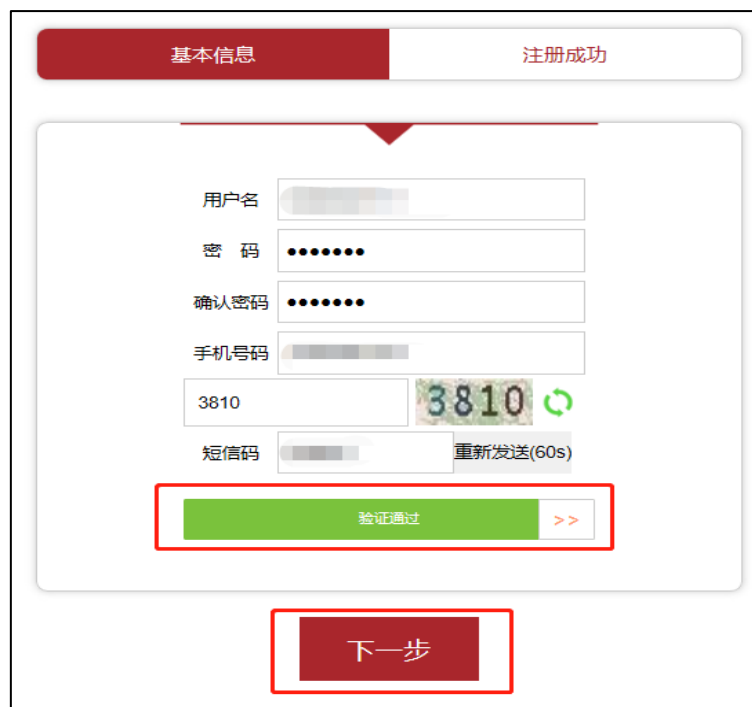 基本信息 注册成功
用户名
密 码 •••••••
确认密码 •••••••
手机号码
3810 3810
短信码 重新发送(60s)
验证通过 >>
下一步